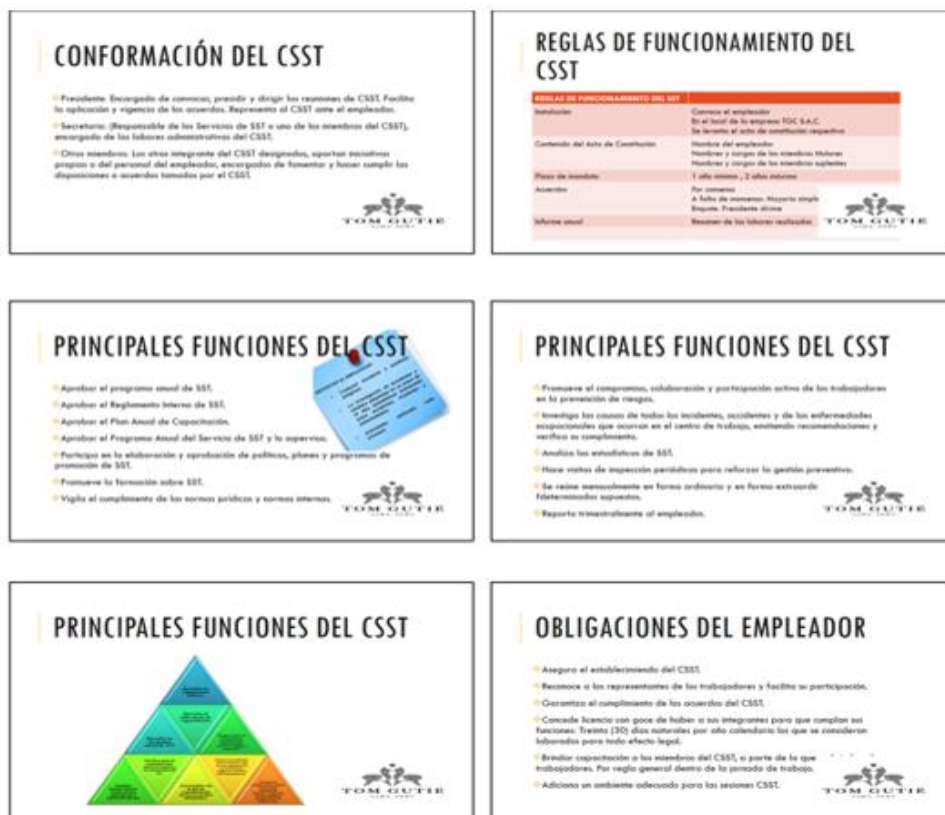 CONFORMACIÓN DEL CSST
Presidente: Encargado de convocar, presidir y dirigir las reuniones de CSST. Facilita
la aplicación y vigencia de los acuerdos. Representa al CSST ante el empleador.
Secretario: (Responsable de los Servicios de SST o uno de los miembros del CSST),
encargado de las labores administrativas del CSST.
Otros miembros: Los otros integrante del CSST designados, aportan iniciativas
propias o del personal del empleador, encargados de fomentar y hacer cumplir las
disposiciones o acuerdos tomados por el CSST.
TOM GUTIE
REGLAS DE FUNCIONAMIENTO DEL
CSST
REGLAS DE FUNCIONAMIENTO DEL SST
Instalación
Convoca el empleador
En el local de la empresa TGC S.A.C.
Se levanta el acta de constitución respectiva
Contenido del Acta de Constitución
Nombre del empleador
Nombres y cargos de los miembros titulares
Nombres y cargos de los miembros suplentes
Plazo de mandato
1 año mínimo , 2 años máximo
Acuerdos
Por consenso
A falta de Mayoría simple
Empate. Presidente dirime
Informe anual
Resumen de las labores realizadas
TOM GUTIE
PRINCIPALES FUNCIONES DEL CSST
Aprobar el programa anual de SST.
Aprobar el Reglamento Interno de SST.
Aprobar el Plan Anual de Capacitación.
Aprobar el Programa Anual del Servicio de SST y lo supervisa.
Participa en la elaboración y aprobación de políticas, planes y programas de
promoción de SST.
Promueve la formación sobre SST.
Vigila el cumplimiento de las normas jurídicas y normas internas.
TOM GUTIE
PRINCIPALES FUNCIONES DEL CSST
Promueve el compromiso, colaboración y participación activa de los trabajadores
en la prevención de riesgos.
Investiga las causas de todos los incidentes, accidentes y de las enfermedades
ocupacionales que ocurran en el centro de trabajo, emitiendo recomendaciones y
verifica su cumplimiento.
Analiza las estadísticas de SST.
Hace visitas de inspección periódicas para reforzar la gestión preventiva.
Se reúne mensualmente en forma ordinaria y en forma extraord
supuestos.
Reporta trimestralmente al empleador.
TOM GUTIE
PRINCIPALES FUNCIONES DEL CSST
TOM GUTIE
OBLIGACIONES DEL EMPLEADOR
Asegura el establecimiento del CSST.
Reconoce a los representantes de los trabajadores y facilita su participación.
Garantiza el cumplimiento de los acuerdos del CSST.
Concede licencia con goce de haber a sus integrantes para que cumplan sus
funciones: Treinta (30) días naturales por año calendario los que se consideran
laborados para todo efecto legal.
Brindar capacitación a los miembros del CSST, a parte de la que
trabajadores. Por regla general dentro de la jornada de trabajo.
Adiciona un ambiente adecuado para las sesiones CSST.
TOM GUTIE